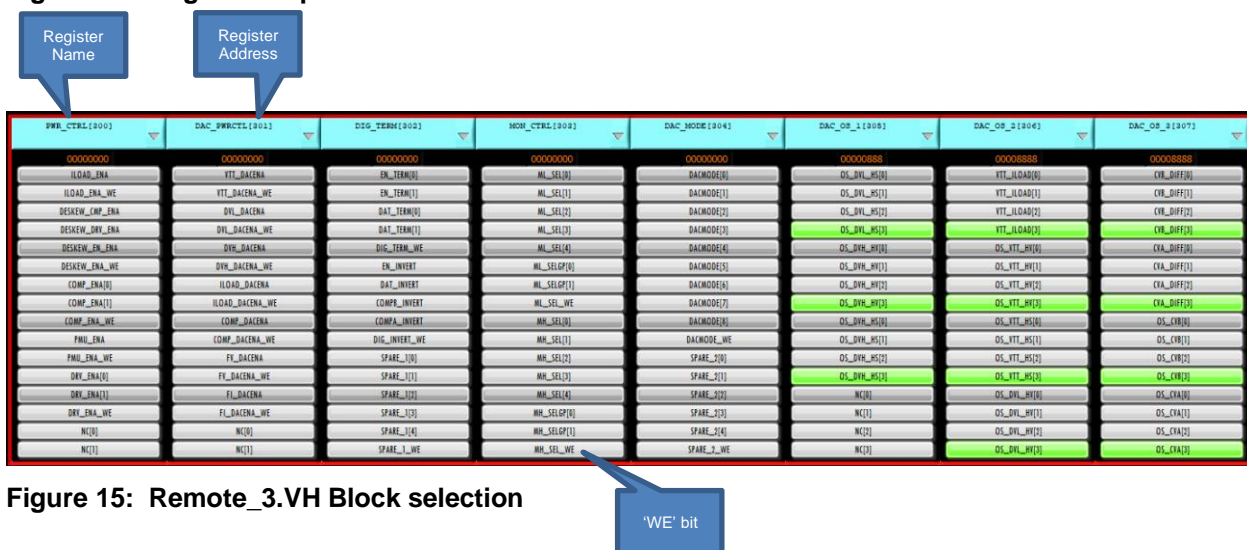 Register
Name
Register
Address
PWR_CTRL[300] DAC_PWRCTL[301] DIG_TERM[302] MON_CTRL[303] DAC_MODE[304] DAC_OS_1[305] DAC_OS_2[306] DAC_OS_3[307]
00000000 00000000 00000000 00000000 00000000 00000888 00008888 00008888
ILOAD_ENA VTT_DACENA EN_TERM[0] ML_SEL[0] DACMODE[0] OS_DVL_HS[0] VTT_ILOAD[0] CVB_DIFF[0]
ILOAD_ENA_WE VTT_DACENA_WE EN_TERM[1] ML_SEL[1] DACMODE[1] OS_DVL_HS[1] VTT_ILOAD[1] CVB_DIFF[1]
DESKEW_CMP_ENA DVL_DACENA DAT_TERM[0] ML_SEL[2] DACMODE[2] OS_DVL_HS[2] VTT_ILOAD[2] CVB_DIFF[2]
DESKEW_DRV_ENA DVL_DACENA_WE DAT_TERM[1] ML_SEL[3] DACMODE[3] OS_DVL_HS[3] VTT_ILOAD[3] CVB_DIFF[3]
DESKEW_EN_ENA DVH_DACENA DIG_TERM_WE ML_SEL[4] DACMODE[4] OS_DVH_HV[0] OS_VTT_HV[0] CVA_DIFF[0]
DESKEW_ENA_WE DVH_DACENA_WE EN_INVERT ML_SELGP[0] DACMODE[5] OS_DVH_HV[1] OS_VTT_HV[1] CVA_DIFF[1]
COMP_ENA[0] ILOAD_DACENA DAT_INVERT ML_SELGP[1] DACMODE[6] OS_DVH_HV[2] OS_VTT_HV[2] CVA_DIFF[2]
COMP_ENA[1] ILOAD_DACENA_WE COMPB_INVERT ML_SEL_WE DACMODE[7] OS_DVH_HV[3] OS_VTT_HV[3] CVA_DIFF[3]
COMP_ENA_WE COMP_DACENA COMPA_INVERT MH_SEL[0] DACMODE[8] OS_DVH_HS[0] OS_VTT_HS[0] OS_CVB[0]
PMU_ENA COMP_DACENA_WE DIG_INVERT_WE MH_SEL[1] DACMODE_WE OS_DVH_HS[1] OS_VTT_HS[1] OS_CVB[1]
PMU_ENA_WE FV_DACENA SPARE_1[0] MH_SEL[2] SPARE_2[0] OS_DVH_HS[2] OS_VTT_HS[2] OS_CVB[2]
DRV_ENA[0] FV_DACENA_WE SPARE_1[1] MH_SEL[3] SPARE_2[1] OS_DVH_HS[3] OS_VTT_HS[3] OS_CVB[3]
DRV_ENA[1] FI_DACENA SPARE_1[2] MH_SEL[4] SPARE_2[2] NC[0] OS_DVL_HV[0] OS_CVA[0]
DRV_ENA_WE FI_DACENA_WE SPARE_1[3] MH_SELGP[0] SPARE_2[3] NC[1] OS_DVL_HV[1] OS_CVA[1]
NC[0] NC[0] SPARE_1[4] MH_SELGP[1] SPARE_2[4] NC[2] OS_DVL_HV[2] OS_CVA[2]
NC[1] NC[1] SPARE_1_WE MH_SEL_WE SPARE_2_WE NC[3] OS_DVL_HV[3] OS_CVA[3]
Figure 15: Remote_3.VH Block selection
'WE' bit